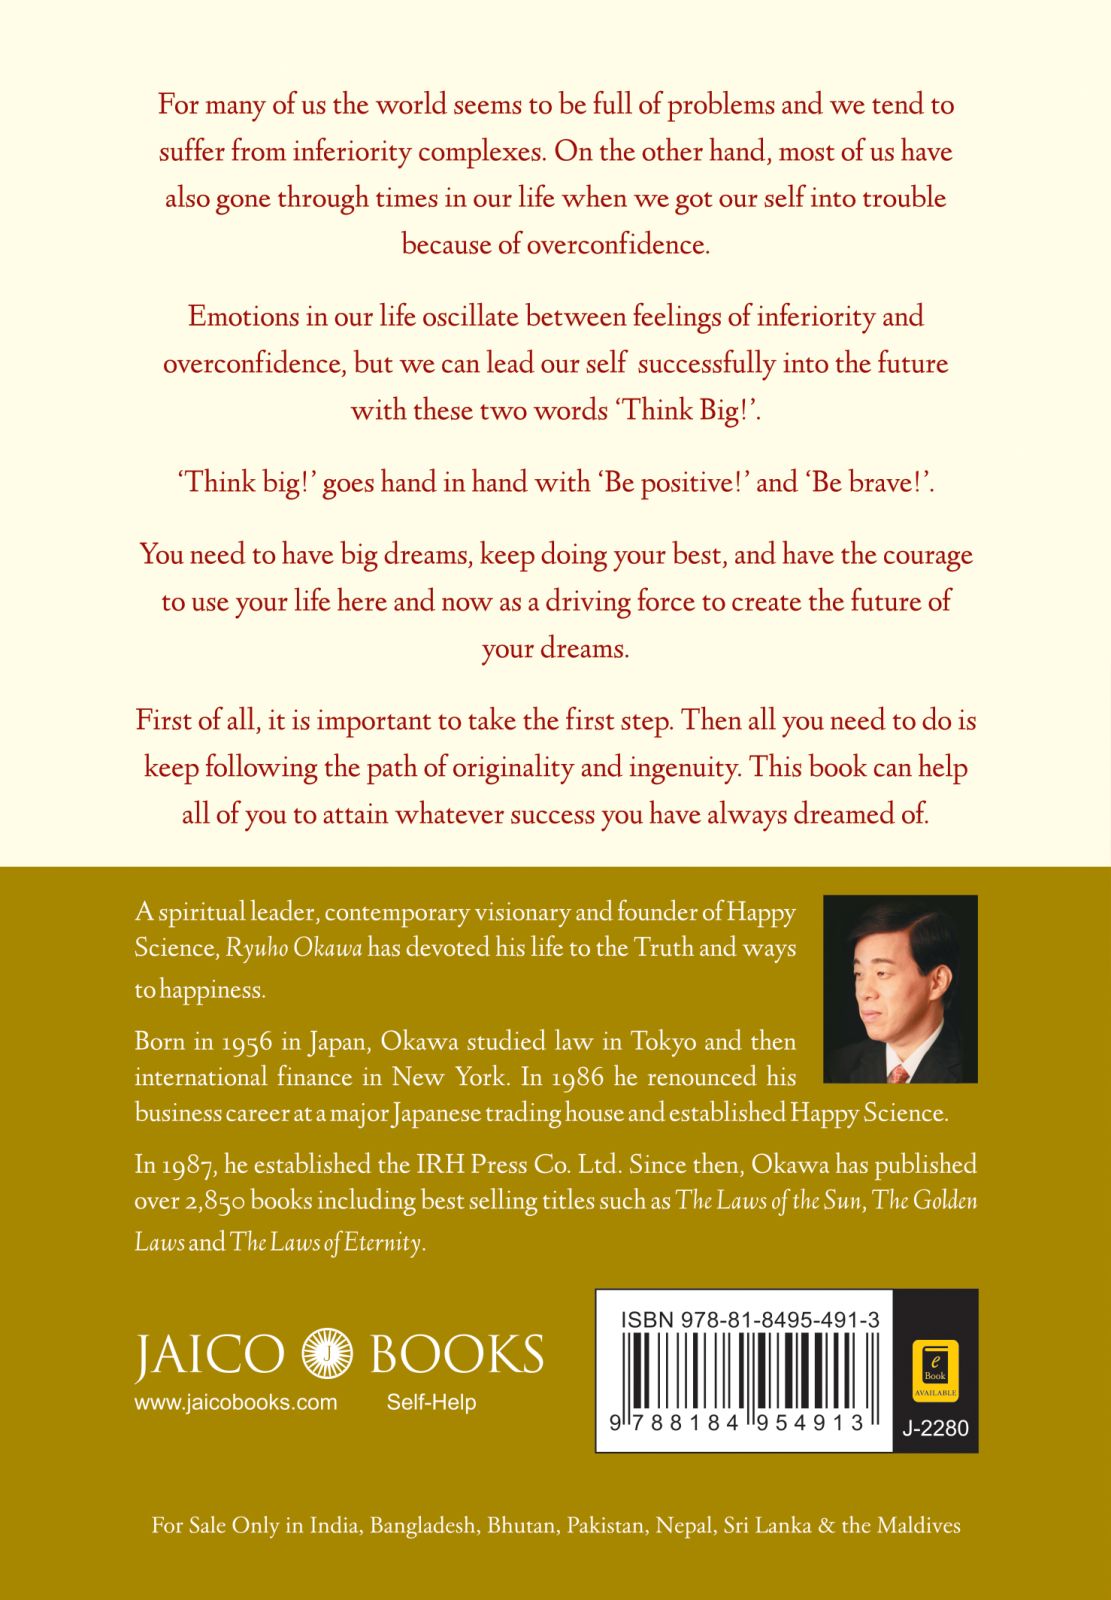 For many of us the world seems to be full of problems and we tend to
suffer from inferiority complexes. On the other hand, most of us have
also gone through times in our life when we got our self into trouble
because of overconfidence.
Emotions in our life oscillate between feelings of inferiority and
overconfidence, but we can lead our self successfully into the future
with these two words ‘Think Big!’.
‘Think big!’ goes hand in hand with ‘Be positive!’ and ‘Be brave!’.
You need to have big dreams, keep doing your best, and have the courage
to use your life here and now as a driving force to create the future of
your dreams.
First of all, it is important to take the first step. Then all you need to do is
keep following the path of originality and ingenuity. This book can help
all of you to attain whatever success you have always dreamed of.
A spiritual leader, contemporary visionary and founder of Happy
Science, Ryuho Okawa has devoted his life to the Truth and ways
to happiness.
Born in 1956 in Japan, Okawa studied law in Tokyo and then
international finance in New York. In 1986 he renounced his
business career at a major Japanese trading house and established Happy Science.
In 1987, he established the IRH Press Co. Ltd. Since then, Okawa has published
over 2,850 books including best selling titles such as The Laws of the Sun, The Golden
Laws and The Laws of Eternity.
JAICO J BOOKS
www.jaicobooks.com Self-Help
ISBN 978-81-8495-491-3
9 788184 954913
e
Book
AVAILABLE
J-2280
For Sale Only in India, Bangladesh, Bhutan, Pakistan, Nepal, Sri Lanka & the Maldives